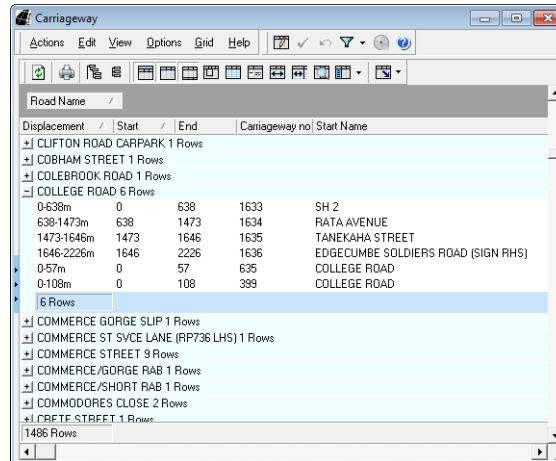 Carriageway
Actions Edit View Options Grid Help
Road Name
Displacement Start End Carriageway no Start Name
CLIFTON ROAD CARPARK 1 Rows
COBHAM STREET 1 Rows
COLEBROOK ROAD 1 Rows
COLLEGE ROAD 6 Rows
0-638m 0 638 1633 SH 2
638-1473m 638 1473 1634 RATA AVENUE
1473-1646m 1473 1646 1635 TANEKAHA STREET
1646-2226m 1646 2226 1636 EDGECUMBE SOLDIERS ROAD (SIGN RHS)
0-57m 0 57 635 COLLEGE ROAD
0-108m 0 108 399 COLLEGE ROAD
6 Rows
COMMERCE GORGE SLIP 1 Rows
COMMERCE ST SVCE LANE (RP736 LHS) 1 Rows
COMMERCE STREET 9 Rows
COMMERCE/GORGE RAB 1 Rows
COMMERCE/SHORT RAB 1 Rows
COMMODORES CLOSE 2 Rows
CRETE STREET 1 Rows
1486 Rows